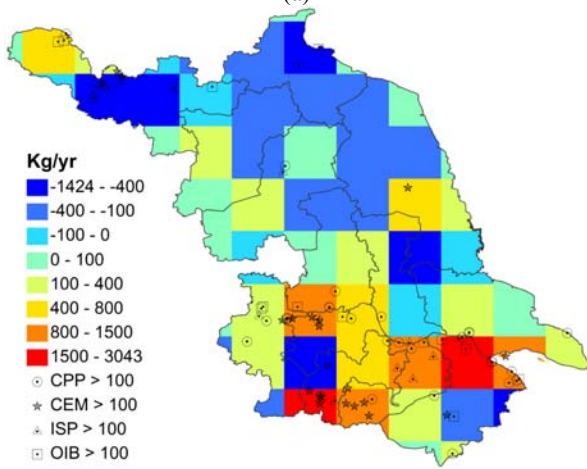 (a)
Kg/yr
-1424 - -400
-400 - -100
-100 - 0
0 - 100
100 - 400
400 - 800
800 - 1500
1500 - 3043
CPP > 100
CEM > 100
ISP > 100
OIB > 100